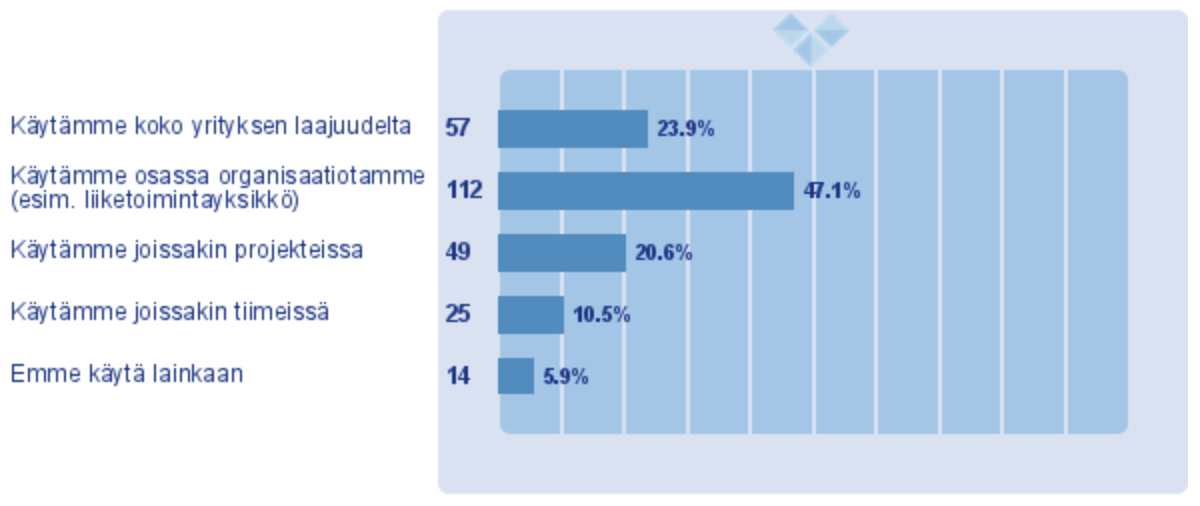 Käytämme koko yrityksen laajuudelta 57 23.9%
Käytämme osassa organisaatiotamme
(esim. liiketoimintayksikkö) 112 47.1%
Käytämme joissakin projekteissa 49 20.6%
Käytämme joissakin tiimeissä 25 10.5%
Emme käytä lainkaan 14 5.9%